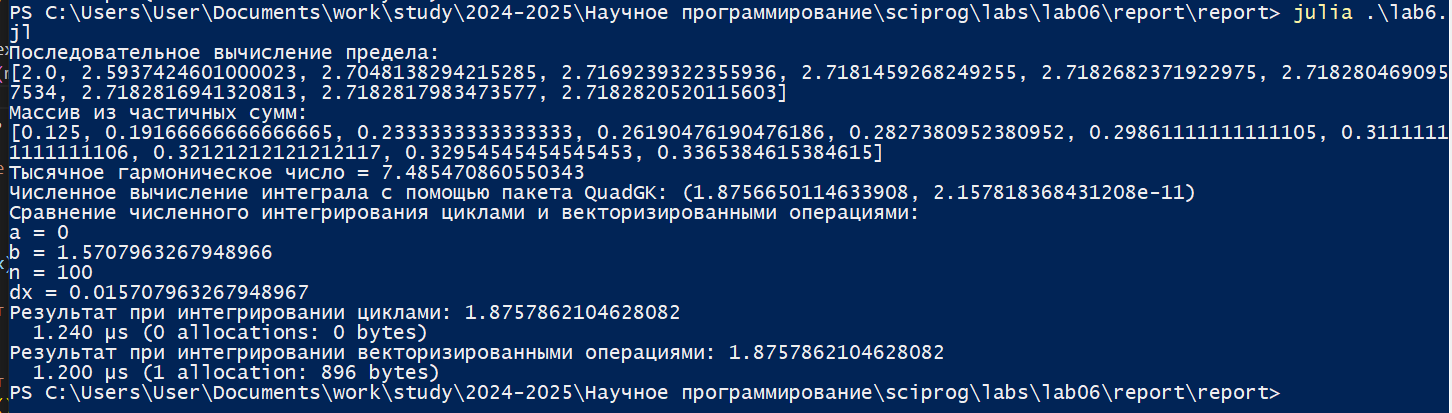 PS C:\Users\User\Documents\work\study\2024-2025\Научное программирование\sciprog\labs\lab06\report\report> julia .\lab6.
jl
Последовательное вычисление предела:
[2.0, 2.5937424601000023, 2.7048138294215285, 2.7169239322355936, 2.7181459268249255, 2.7182682371922975, 2.718280469095
7534, 2.7182816941320813, 2.7182817983473577, 2.7182820520115603]
Массив из частичных сумм:
[0.125, 0.19166666666666665, 0.2333333333333333, 0.26190476190476186, 0.2827380952380952, 0.29861111111111105, 0.3111111
1111111106, 0.32121212121212117, 0.32954545454545453, 0.3365384615384615]
Тысячное гармоническое число = 7.485470860550343
Численное вычисление интеграла с помощью пакета QuadGK: (1.8756650114633908, 2.157818368431208e-11)
Сравнение численного интегрирования циклами и векторизированными операциями:
a = 0
b = 1.5707963267948966
n = 100
dx = 0.015707963267948967
Результат при интегрировании циклами: 1.8757862104628082
1.240 μs (0 allocations: 0 bytes)
Результат при интегрировании векторизированными операциями: 1.8757862104628082
1.200 μs (1 allocation: 896 bytes)
PS C:\Users\User\Documents\work\study\2024-2025\Научное программирование\sciprog\labs\lab06\report\report>